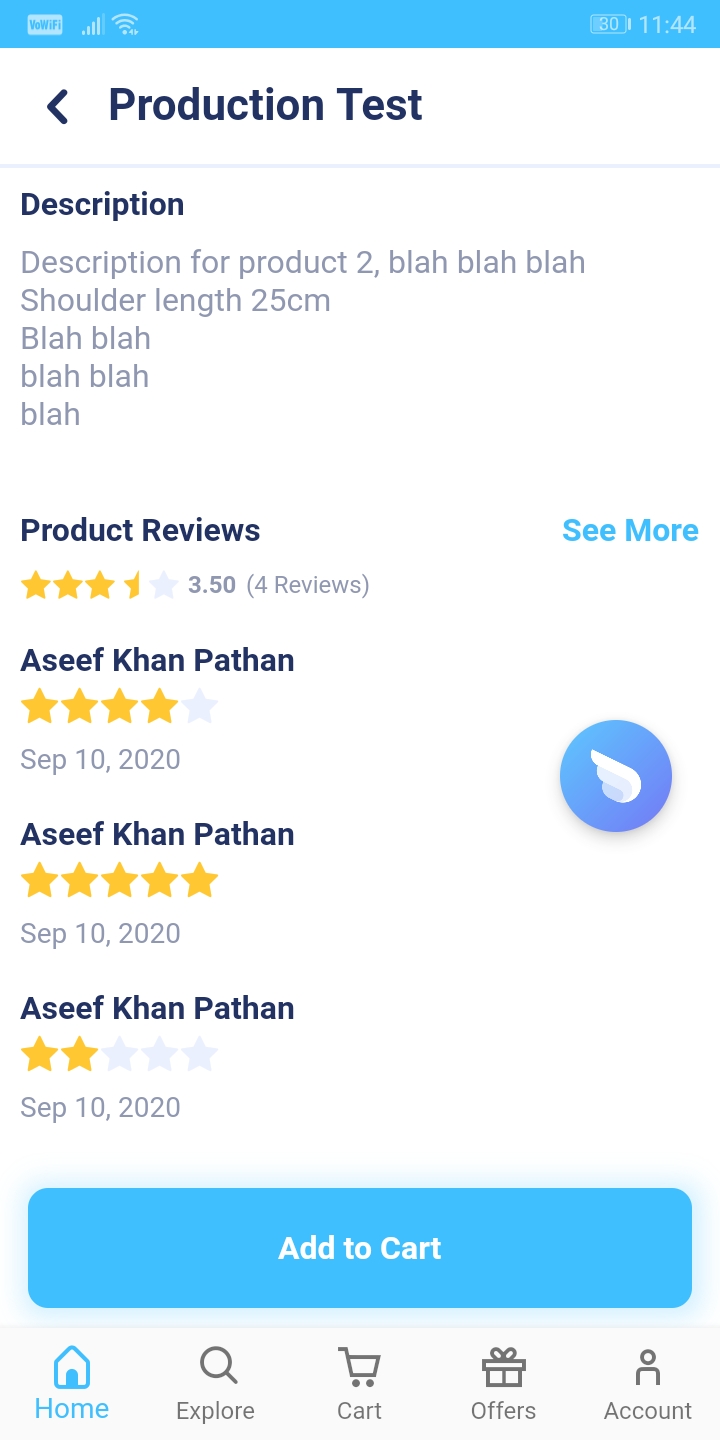 VoWiFi 30 11:44
Production Test
Description
Description for product 2, blah blah blah
Shoulder length 25cm
Blah blah
blah blah
blah
Product Reviews See More
3.50 (4 Reviews)
Aseef Khan Pathan
Sep 10, 2020
Aseef Khan Pathan
Sep 10, 2020
Aseef Khan Pathan
Sep 10, 2020
Add to Cart
Home Explore Cart Offers Account